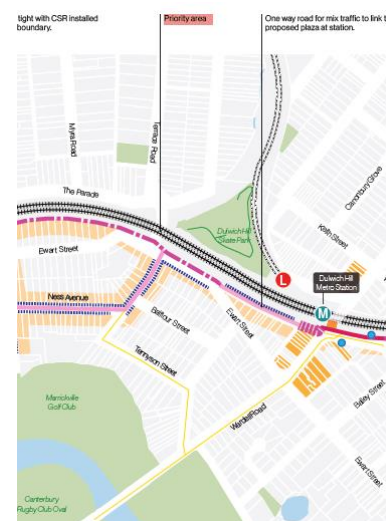 tight with CSR installed
boundary.
Priority area
One way road for mix traffic to link t
proposed plaza at station.
Myra Road
Terrace Road
The Parade
Canonbury Grove
Keith Street
Dulwich Hill
Skate Park
Ewart Street
L
Dulwich Hill
Metro Station
M
Ness Avenue
Balfour Street
Ewart Street
Tennyson Street
Wardell Road
Bayley Street
Marrickville
Golf Club
Ewart Street
Canterbury
Rugby Club Oval